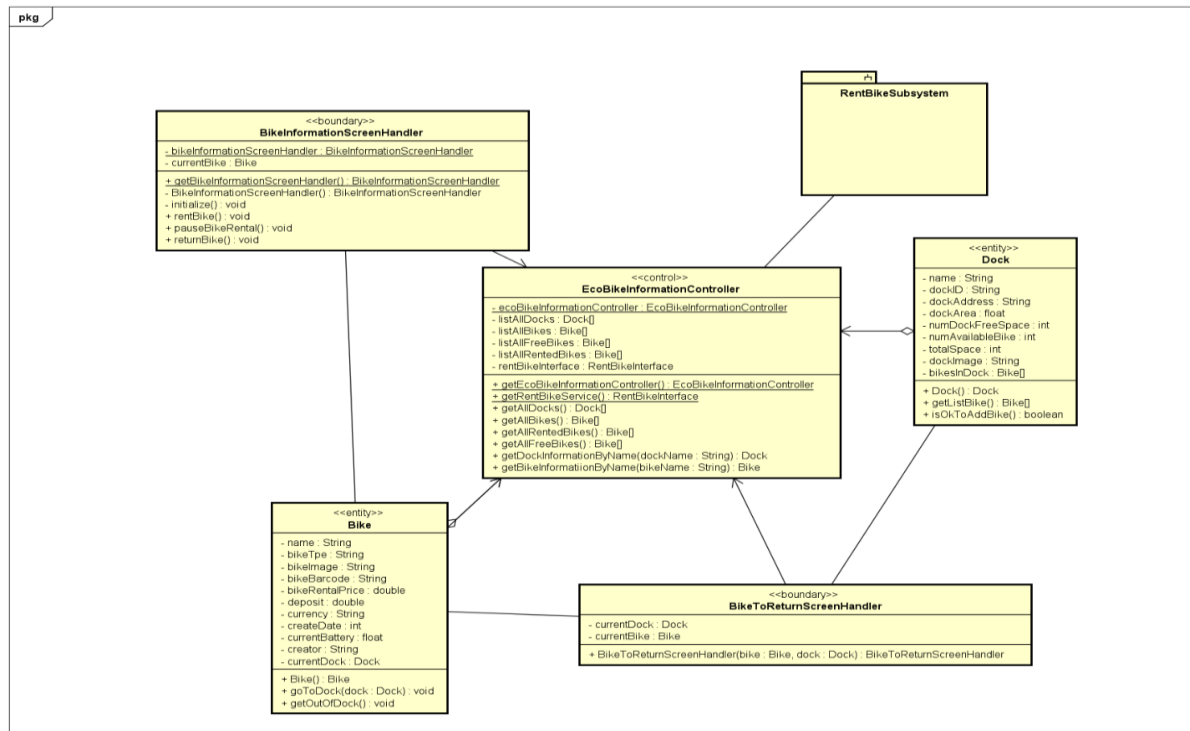 pkg
RentBikeSubsystem
<<boundary>>
BikeInformationScreenHandler
- bikeInformationScreenHandler : BikeInformationScreenHandler
- currentBike : Bike
+ getBikeInformationScreenHandler() : BikeInformationScreenHandler
- BikeInformationScreenHandler() : BikeInformationScreenHandler
- initialize() : void
+ rentBike() : void
+ pauseBikeRental() : void
+ returnBike() : void
<<entity>>
Dock
- name : String
- dockID : String
- dockAddress : String
- dockArea : float
- numDockFreeSpace : int
- numAvailableBike : int
- totalSpace : int
- dockImage : String
- bikesInDock : Bike[]
+ Dock() : Dock
+ getListBike() : Bike[]
+ isOkToAddBike() : boolean
<<control>>
EcoBikeInformationController
- ecoBikeInformationController : EcoBikeInformationController
- listAllDocks : Dock[]
- listAllBikes : Bike[]
- listAllFreeBikes : Bike[]
- listAllRentedBikes : Bike[]
- rentBikeInterface : RentBikeInterface
+ getEcoBikeInformationController() : EcoBikeInformationController
+ getRentBikeService() : RentBikeInterface
+ getAllDocks() : Dock[]
+ getAllBikes() : Bike[]
+ getAllRentedBikes() : Bike[]
+ getAllFreeBikes() : Bike[]
+ getDockInformationByName(dockName : String) : Dock
+ getBikeInformatiionByName(bikeName : String) : Bike
<<entity>>
Bike
- name : String
- bikeTpe : String
- bikeImage : String
- bikeBarcode : String
- bikeRentalPrice : double
- deposit : double
- currency : String
- createDate : int
- currentBattery : float
- creator : String
- currentDock : Dock
+ Bike() : Bike
+ goToDock(dock : Dock) : void
+ getOutOfDock() : void
<<boundary>>
BikeToReturnScreenHandler
- currentDock : Dock
- currentBike : Bike
+ BikeToReturnScreenHandler(bike : Bike, dock : Dock) : BikeToReturnScreenHandler